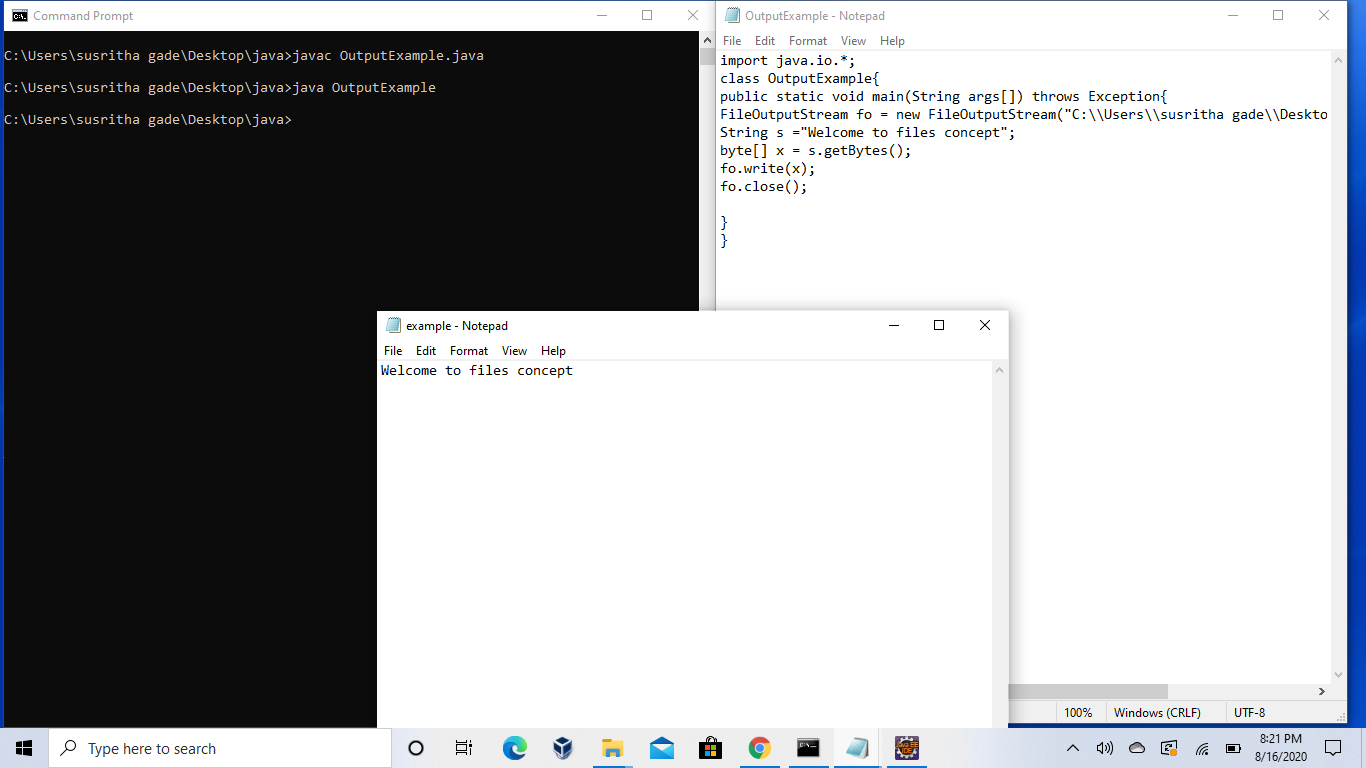 Command Prompt
C:\Users\susritha gade\Desktop\java>javac OutputExample.java
C:\Users\susritha gade\Desktop\java>java OutputExample
C:\Users\susritha gade\Desktop\java>
OutputExample - Notepad
File Edit Format View Help
import java.io.*;
class OutputExample{
public static void main(String args[]) throws Exception{
FileOutputStream fo = new FileOutputStream("C:\\Users\\susritha gade\\Deskto
String s ="Welcome to files concept";
byte[] x = s.getBytes();
fo.write(x);
fo.close();
}
}
100% Windows (CRLF) UTF-8
example - Notepad
File Edit Format View Help
Welcome to files concept
Type here to search
8:21 PM
8/16/2020